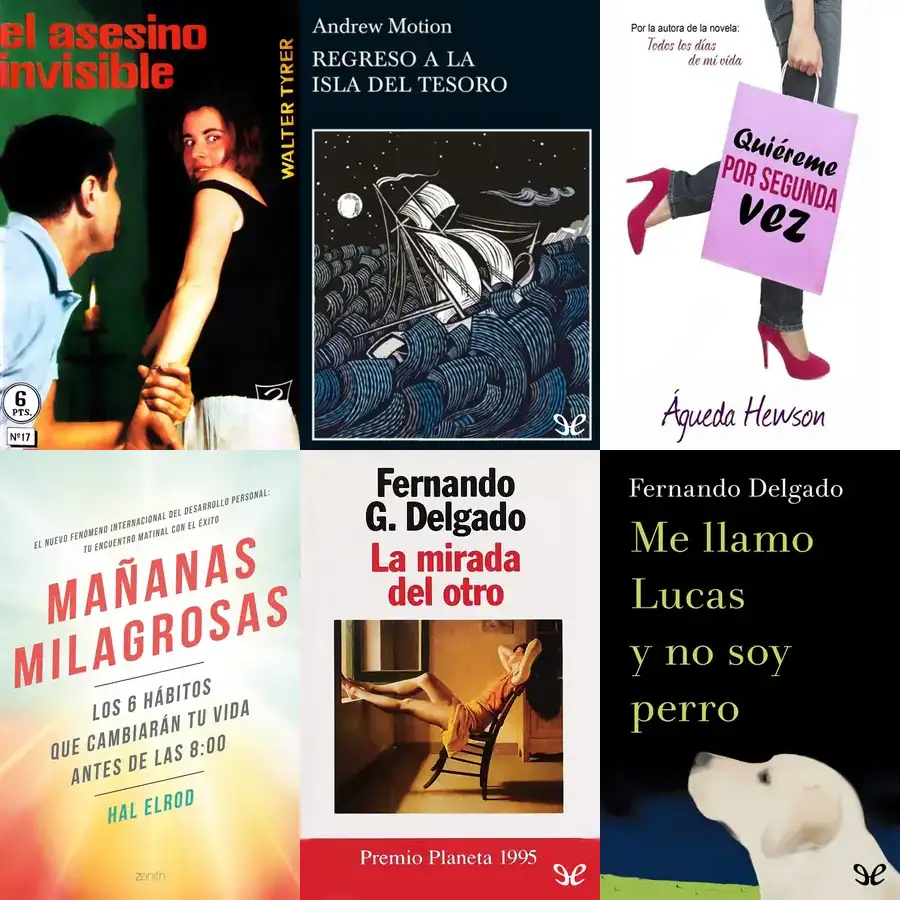 el asesino
invisible
WALTER TYRER
6
PTS.
Nº17
2
Andrew Motion
REGRESO A LA
ISLA DEL TESORO
Por la autora de la novela:
Todos los días
de mi vida
Quiéreme
POR SEGUNDA
vez
Águeda Hewson
EL NUEVO FENÓMENO INTERNACIONAL DEL DESARROLLO PERSONAL:
TU ENCUENTRO MATINAL CON EL ÉXITO
MAÑANAS
MILAGROSAS
LOS 6 HÁBITOS
QUE CAMBIARÁN TU VIDA
ANTES DE LAS 8:00
HAL ELROD
zenith
Fernando
G. Delgado
La mirada
del otro
Premio Planeta 1995
Fernando Delgado
Me llamo
Lucas
y no soy
perro